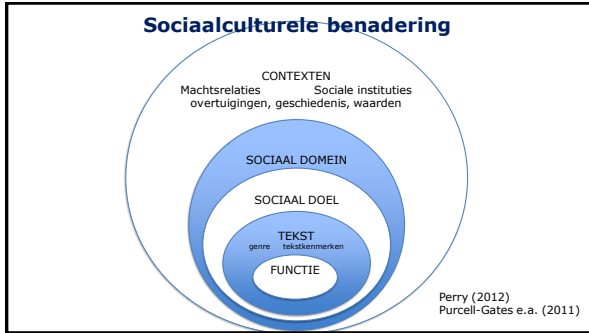 Sociaalculturele benadering
CONTEXTEN
Machtsrelaties Sociale instituties
overtuigingen, geschiedenis, waarden
SOCIAAL DOMEIN
SOCIAAL DOEL
TEKST
genre tekstkenmerken
FUNCTIE
Perry (2012)
Purcell-Gates e.a. (2011)